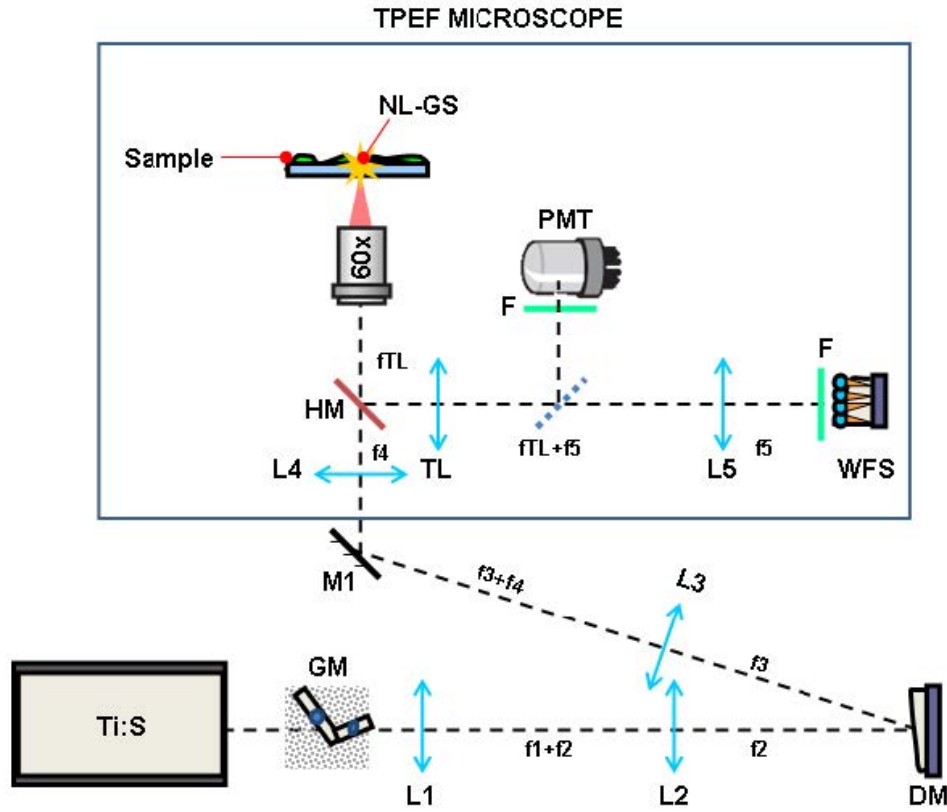 TPEF MICROSCOPE
NL-GS
Sample
PMT
60x
F
F
fTL
HM
f4
fTL+f5
f5
L4
TL
L5
WFS
M1
f3+f4
L3
GM
f3
Ti:S
f1+f2
f2
L1
L2
DM